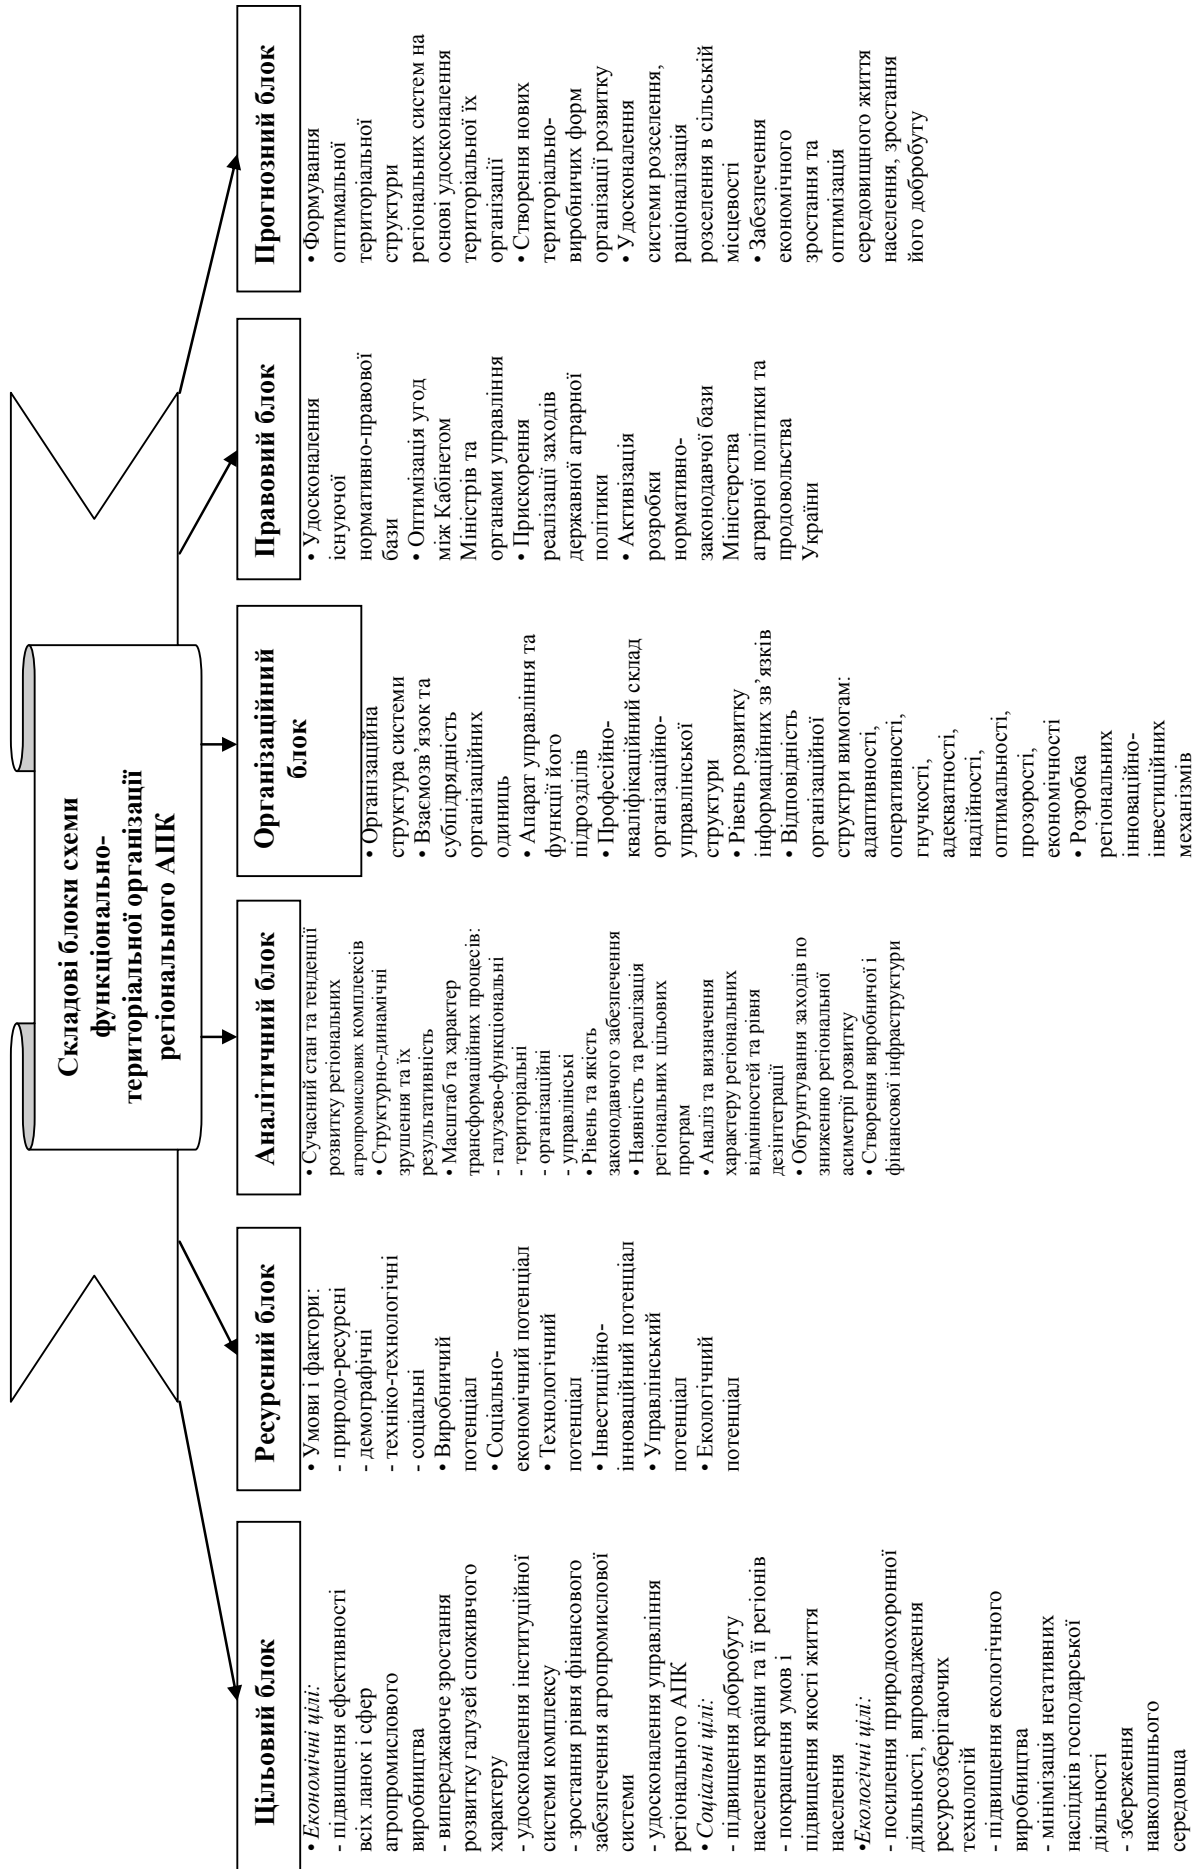 Складові блоки схеми
функціонально-
територіальної організації
регіонального АПК
Цільовий блок
• Економічні цілі:
- підвищення ефективності
всіх ланок і сфер
агропромислового
виробництва
- випереджаюче зростання
розвитку галузей споживчого
характеру
- удосконалення інституційної
системи комплексу
- зростання рівня фінансового
забезпечення агропромислової
системи
- удосконалення управління
регіонального АПК
• Соціальні цілі:
- підвищення добробуту
населення країни та її регіонів
- покращення умов і
підвищення якості життя
населення
•Екологічні цілі:
- посилення природоохоронної
діяльності, впровадження
ресурсозберігаючих
технологій
- підвищення екологічного
виробництва
- мінімізація негативних
наслідків господарської
діяльності
- збереження
навколишнього
середовща
Ресурсний блок
• Умови і фактори:
- природо-ресурсні
- демографічні
- техніко-технологічні
- соціальні
• Виробничий
потенціал
• Соціально-
економічний потенціал
• Технологічний
потенціал
• Інвестиційно-
інноваційний потенціал
• Управлінський
потенціал
• Екологічний
потенціал
Аналітичний блок
• Сучасний стан та тенденції
розвитку регіональних
агропромислових комплексів
• Структурно-динамічні
зрушення та їх
результативність
• Масштаб та характер
трансформаційних процесів:
- галузево-функціональні
- територіальні
- організаційні
- управлінські
• Рівень та якість
законодавчого забезпечення
• Наявність та реалізація
регіональних цільових
програм
• Аналіз та визначення
характеру регіональних
відмінностей та рівня
дезінтеграції
• Обґрунтування заходів по
зниженню регіональної
асиметрії розвитку
• Створення виробничої і
фінансової інфраструктури
Організаційний
блок
• Організаційна
структура системи
• Взаємозв'язок та
субпідрядність
організаційних
одиниць
• Апарат управління та
функції його
підрозділів
• Професійно-
кваліфікаційний склад
організаційно-
управлінської
структури
• Рівень розвитку
інформаційних зв'язків
• Відповідність
організаційної
структри вимогам:
адаптивності,
оперативності,
гнучкості,
адекватності,
надійності,
оптимальності,
прозорості,
економічності
• Розробка
регіональних
інноваційно-
інвестиційних
механізмів
Правовий блок
• Удосконалення
існуючої
нормативно-правової
бази
• Оптимізація угод
між Кабінетом
Міністрів та
органами управління
• Прискорення
реалізації заходів
державної аграрної
політики
• Активізація
розробки
нормативно-
законодавчої бази
Міністерства
аграрної політики та
продовольства
України
Прогнозний блок
• Формування
оптимальної
територіальної
структури
регіональних систем на
основі удосконалення
територіальної їх
організації
• Створення нових
територіально-
виробничих форм
організації розвитку
• Удосконалення
системи розселення,
раціоналізація
розселення в сільській
місцевості
• Забезпечення
економічного
зростання та
оптимізація
середовищного життя
населення, зростання
його добробуту